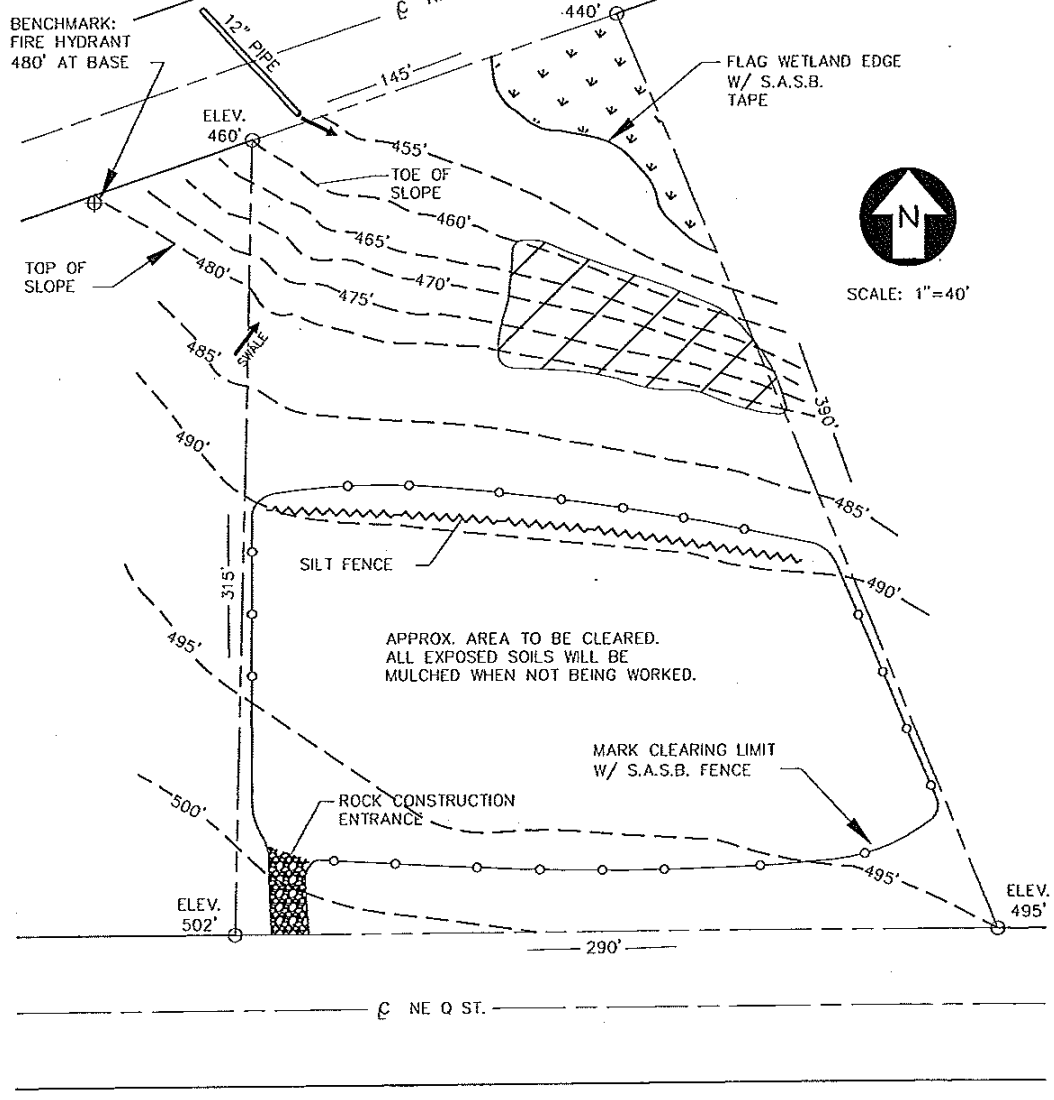 BENCHMARK:
FIRE HYDRANT
480' AT BASE
12" PIPE
145'
440'
FLAG WETLAND EDGE
W/ S.A.S.B.
TAPE
ELEV.
460'
455'
TOE OF
SLOPE
460'
465'
470'
475'
480'
TOP OF
SLOPE
N
SCALE: 1"=40'
SWALE
485'
390'
490'
485'
SILT FENCE
490'
315'
495'
APPROX. AREA TO BE CLEARED.
ALL EXPOSED SOILS WILL BE
MULCHED WHEN NOT BEING WORKED.
MARK CLEARING LIMIT
W/ S.A.S.B. FENCE
500'
ROCK CONSTRUCTION
ENTRANCE
495'
ELEV.
502'
ELEV.
495'
290'
℄ NE Q ST.